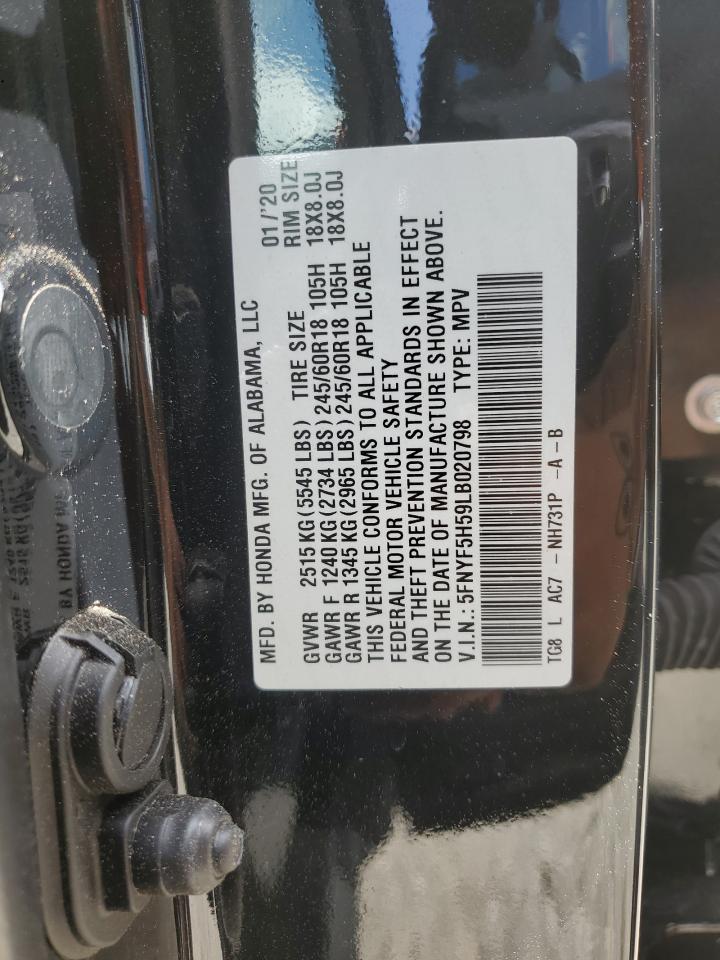 MFD. BY HONDA MFG. OF ALABAMA, LLC 01/'20
GVWR 2515 KG (5545 LBS) TIRE SIZE RIM SIZE
GAWR F 1240 KG (2734 LBS) 245/60R18 105H 18X8.0J
GAWR R 1345 KG (2965 LBS) 245/60R18 105H 18X8.0J
THIS VEHICLE CONFORMS TO ALL APPLICABLE
FEDERAL MOTOR VEHICLE SAFETY
AND THEFT PREVENTION STANDARDS IN EFFECT
ON THE DATE OF MANUFACTURE SHOWN ABOVE.
V.I.N.: 5FNYF5H59LB020798 TYPE: MPV
TG8 L AC7 - NH731P -A - B